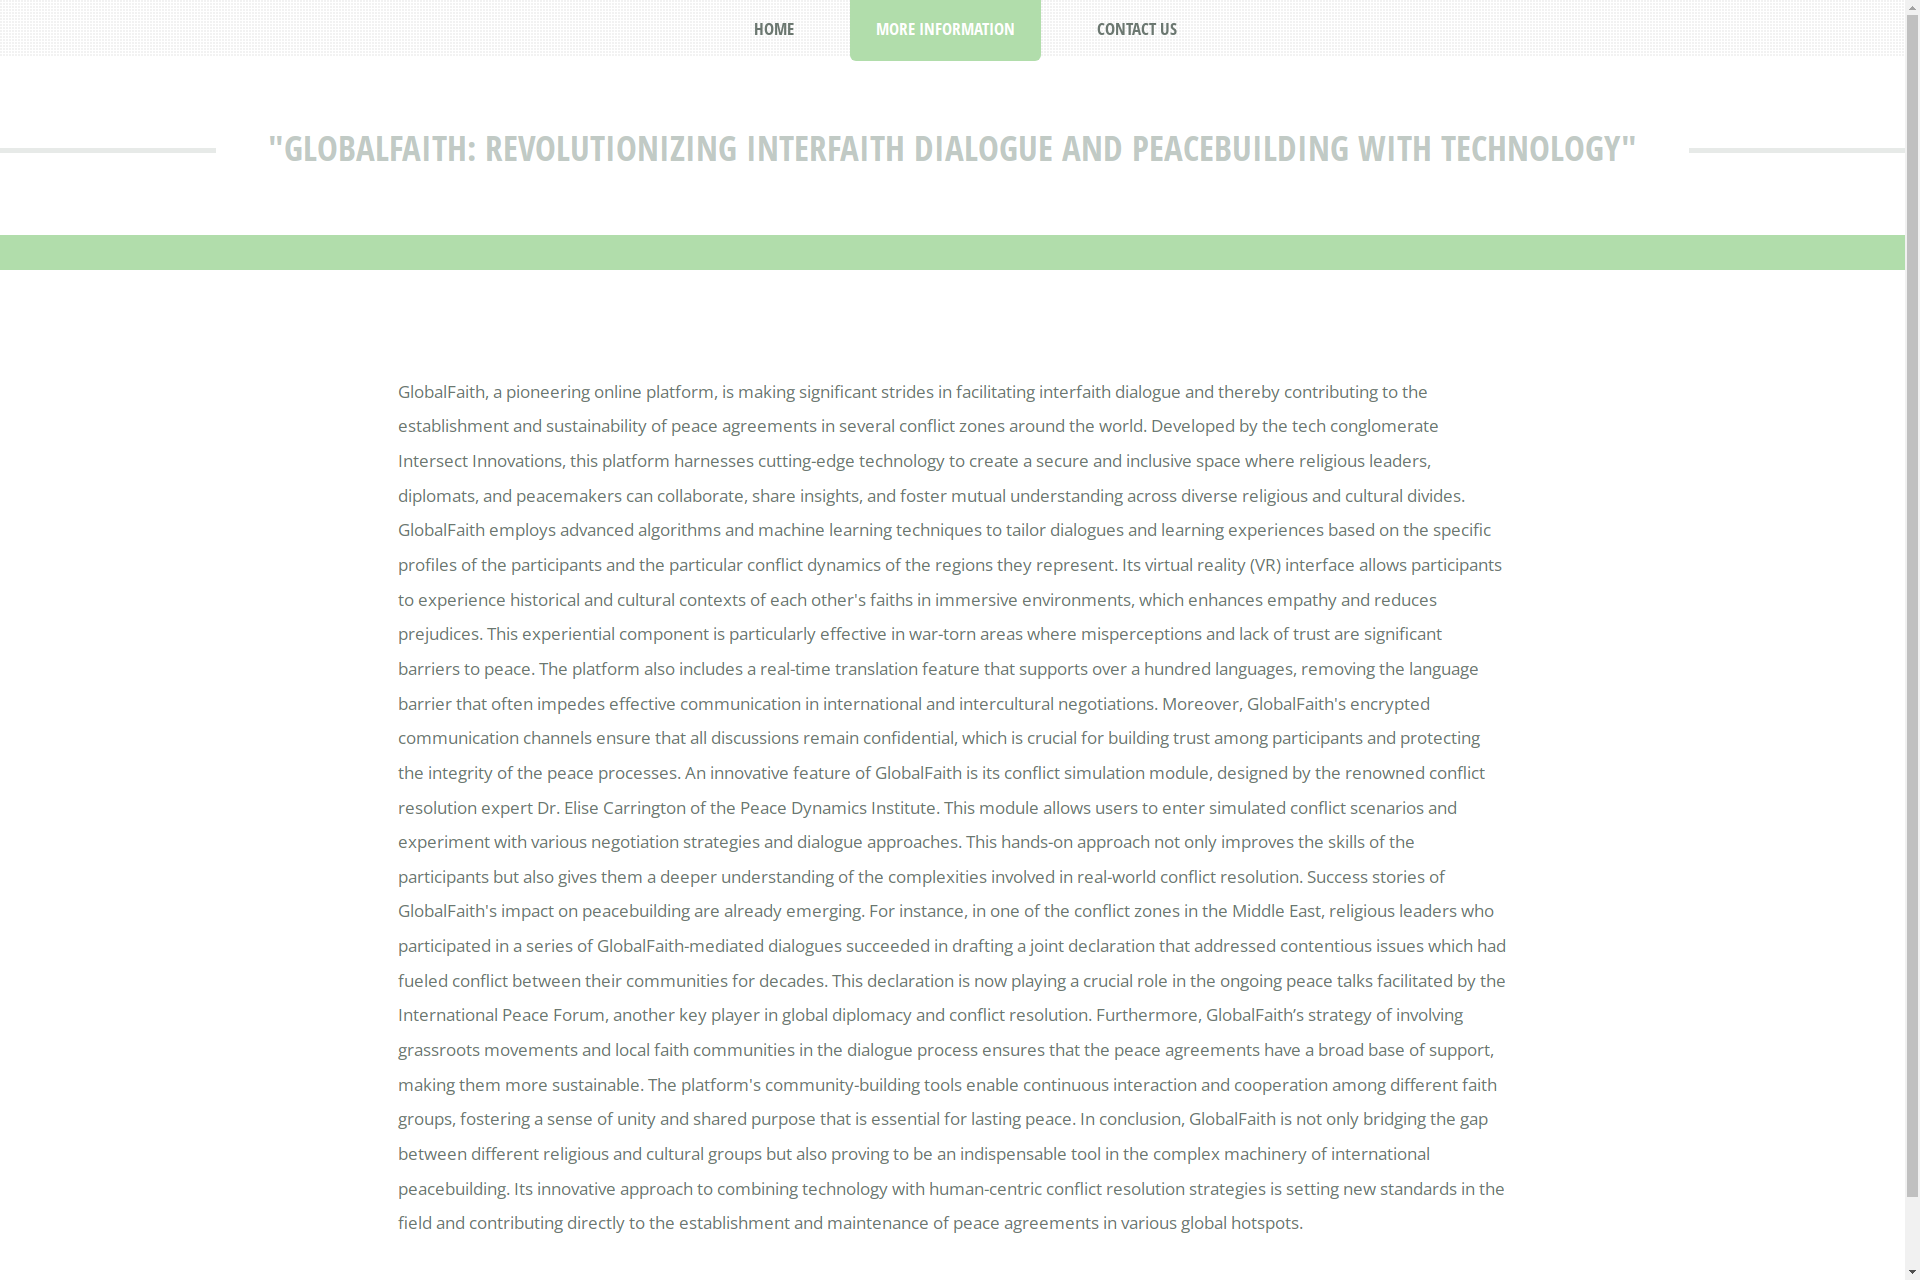 HOME
MORE INFORMATION
CONTACT US
"GLOBALFAITH: REVOLUTIONIZING INTERFAITH DIALOGUE AND PEACEBUILDING WITH TECHNOLOGY"
GlobalFaith, a pioneering online platform, is making significant strides in facilitating interfaith dialogue and thereby contributing to the
establishment and sustainability of peace agreements in several conflict zones around the world. Developed by the tech conglomerate
Intersect Innovations, this platform harnesses cutting-edge technology to create a secure and inclusive space where religious leaders,
diplomats, and peacemakers can collaborate, share insights, and foster mutual understanding across diverse religious and cultural divides.
GlobalFaith employs advanced algorithms and machine learning techniques to tailor dialogues and learning experiences based on the specific
profiles of the participants and the particular conflict dynamics of the regions they represent. Its virtual reality (VR) interface allows participants
to experience historical and cultural contexts of each other's faiths in immersive environments, which enhances empathy and reduces
prejudices. This experiential component is particularly effective in war-torn areas where misperceptions and lack of trust are significant
barriers to peace. The platform also includes a real-time translation feature that supports over a hundred languages, removing the language
barrier that often impedes effective communication in international and intercultural negotiations. Moreover, GlobalFaith's encrypted
communication channels ensure that all discussions remain confidential, which is crucial for building trust among participants and protecting
the integrity of the peace processes. An innovative feature of GlobalFaith is its conflict simulation module, designed by the renowned conflict
resolution expert Dr. Elise Carrington of the Peace Dynamics Institute. This module allows users to enter simulated conflict scenarios and
experiment with various negotiation strategies and dialogue approaches. This hands-on approach not only improves the skills of the
participants but also gives them a deeper understanding of the complexities involved in real-world conflict resolution. Success stories of
GlobalFaith's impact on peacebuilding are already emerging. For instance, in one of the conflict zones in the Middle East, religious leaders who
participated in a series of GlobalFaith-mediated dialogues succeeded in drafting a joint declaration that addressed contentious issues which had
fueled conflict between their communities for decades. This declaration is now playing a crucial role in the ongoing peace talks facilitated by the
International Peace Forum, another key player in global diplomacy and conflict resolution. Furthermore, GlobalFaith’s strategy of involving
grassroots movements and local faith communities in the dialogue process ensures that the peace agreements have a broad base of support,
making them more sustainable. The platform's community-building tools enable continuous interaction and cooperation among different faith
groups, fostering a sense of unity and shared purpose that is essential for lasting peace. In conclusion, GlobalFaith is not only bridging the gap
between different religious and cultural groups but also proving to be an indispensable tool in the complex machinery of international
peacebuilding. Its innovative approach to combining technology with human-centric conflict resolution strategies is setting new standards in the
field and contributing directly to the establishment and maintenance of peace agreements in various global hotspots.